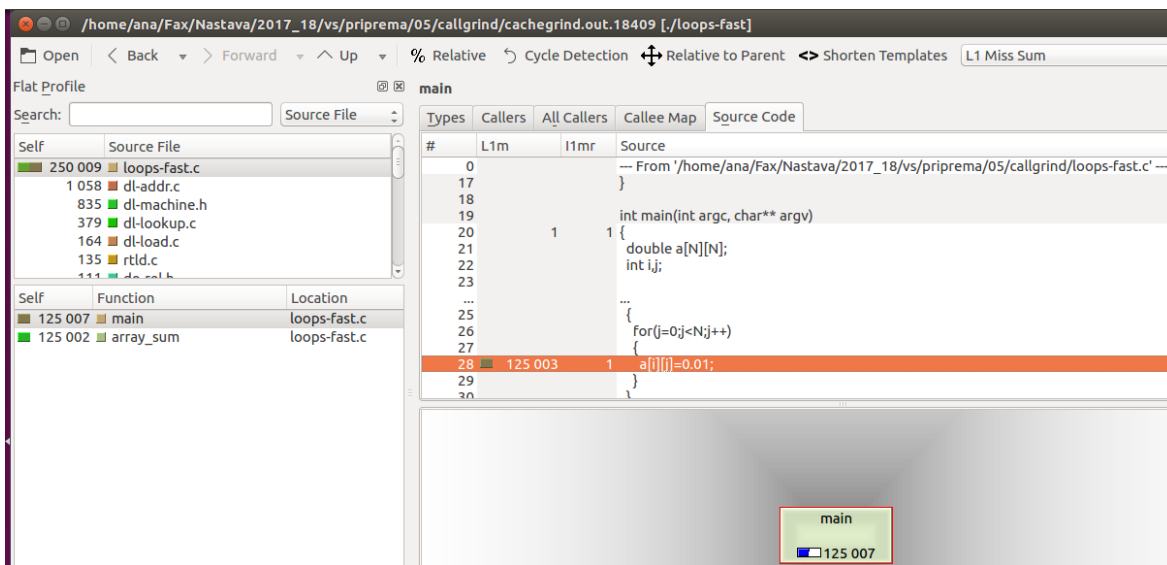 /home/ana/Fax/Nastava/2017_18/vs/priprema/05/callgrind/cachegrind.out.18409 [./loops-fast]
Open Back Forward Up % Relative Cycle Detection Relative to Parent <> Shorten Templates L1 Miss Sum
Flat Profile
Search: Source File
Self Source File
250 009 loops-fast.c
1 058 dl-addr.c
835 dl-machine.h
379 dl-lookup.c
164 dl-load.c
135 rtld.c
Self Function Location
125 007 main loops-fast.c
125 002 array_sum loops-fast.c
main
Types Callers All Callers Callee Map Source Code
# L1m I1mr Source
0 --- From '/home/ana/Fax/Nastava/2017_18/vs/priprema/05/callgrind/loops-fast.c' ---
17 }
18
19 int main(int argc, char** argv)
20 1 1 {
21 double a[N][N];
22 int i,j;
23
... ...
25 {
26 for(j=0;j<N;j++)
27 {
28 125 003 1 a[i][j]=0.01;
29 }
30 }
main
125 007